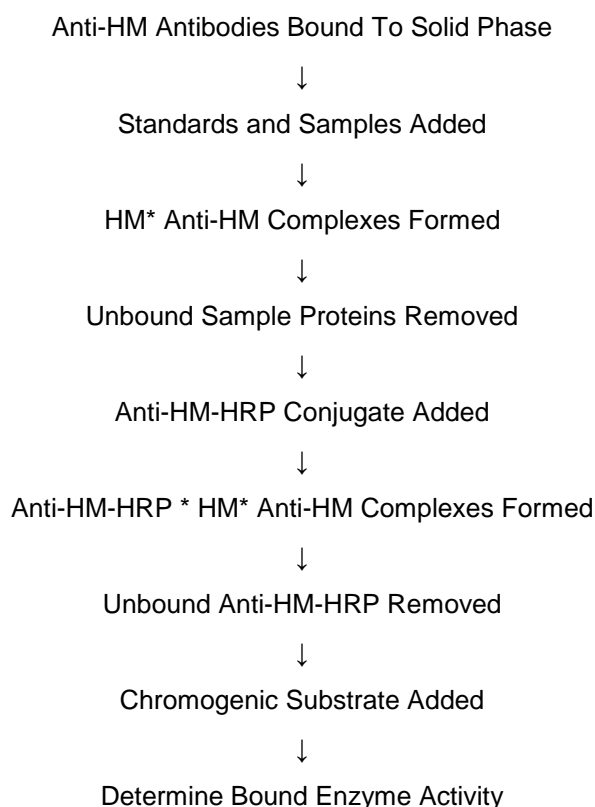 Anti-HM Antibodies Bound To Solid Phase
↓
Standards and Samples Added
↓
HM* Anti-HM Complexes Formed
↓
Unbound Sample Proteins Removed
↓
Anti-HM-HRP Conjugate Added
↓
Anti-HM-HRP * HM* Anti-HM Complexes Formed
↓
Unbound Anti-HM-HRP Removed
↓
Chromogenic Substrate Added
↓
Determine Bound Enzyme Activity